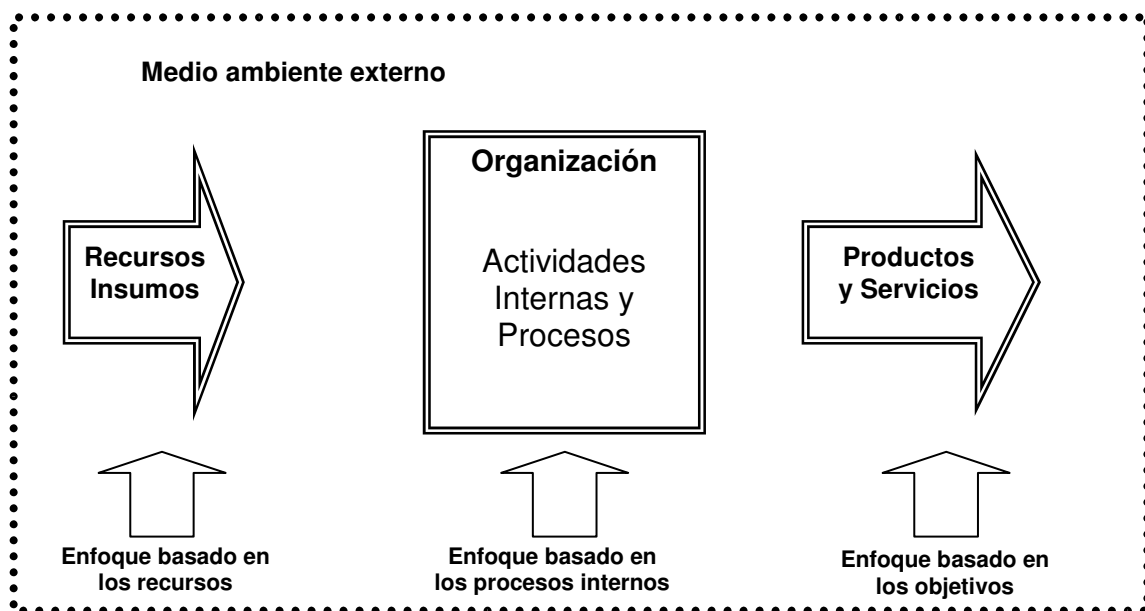 Medio ambiente externo
Organización
Recursos
Insumos
Actividades
Internas y
Procesos
Productos
y Servicios
Enfoque basado en
los recursos
Enfoque basado en
los procesos internos
Enfoque basado en
los objetivos